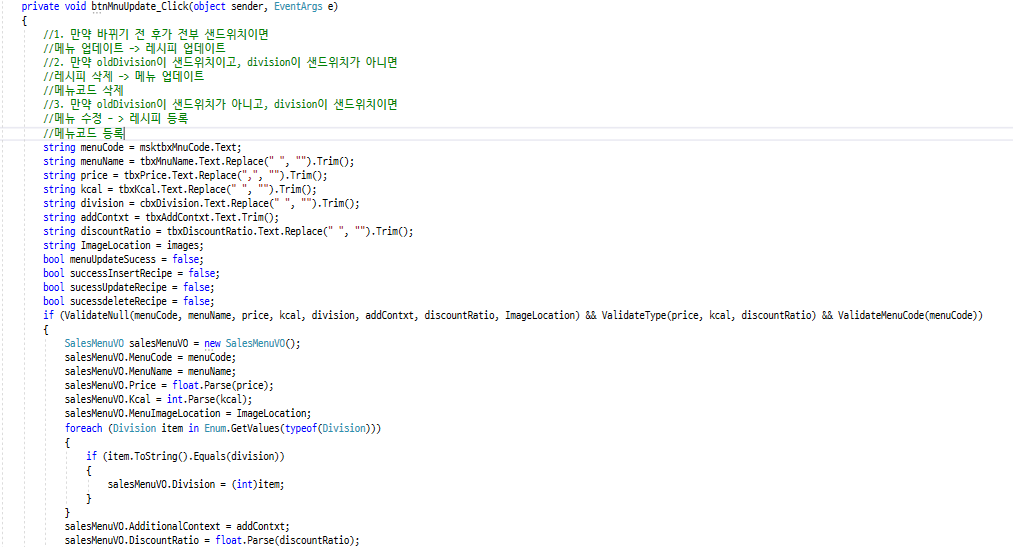 private void btnMnuUpdate_Click(object sender, EventArgs e)
{
//1. 만약 바뀌기 전 후가 전부 샌드위치이면
//메뉴 업데이트 -> 레시피 업데이트
//2. 만약 oldDivision이 샌드위치이고, division이 샌드위치가 아니면
//레시피 삭제 -> 메뉴 업데이트
//메뉴코드 삭제
//3. 만약 oldDivision이 샌드위치가 아니고, division이 샌드위치이면
//메뉴 수정 - > 레시피 등록
//메뉴코드 등록
string menuCode = msktbxMnuCode.Text;
string menuName = tbxMnuName.Text.Replace(" ", "").Trim();
string price = tbxPrice.Text.Replace(",", "").Trim();
string kcal = tbxKcal.Text.Replace(" ", "").Trim();
string division = cbxDivision.Text.Replace(" ", "").Trim();
string addContxt = tbxAddContxt.Text.Trim();
string discountRatio = tbxDiscountRatio.Text.Replace(" ", "").Trim();
string ImageLocation = images;
bool menuUpdateSucess = false;
bool successInsertRecipe = false;
bool sucessUpdateRecipe = false;
bool sucessdeleteRecipe = false;
if (ValidateNull(menuCode, menuName, price, kcal, division, addContxt, discountRatio, ImageLocation) && ValidateType(price, kcal, discountRatio) && ValidateMenuCode(menuCode))
{
SalesMenuVO salesMenuVO = new SalesMenuVO();
salesMenuVO.MenuCode = menuCode;
salesMenuVO.MenuName = menuName;
salesMenuVO.Price = float.Parse(price);
salesMenuVO.Kcal = int.Parse(kcal);
salesMenuVO.MenuImageLocation = ImageLocation;
foreach (Division item in Enum.GetValues(typeof(Division)))
{
if (item.ToString().Equals(division))
{
salesMenuVO.Division = (int)item;
}
}
salesMenuVO.AdditionalContext = addContxt;
salesMenuVO.DiscountRatio = float.Parse(discountRatio);